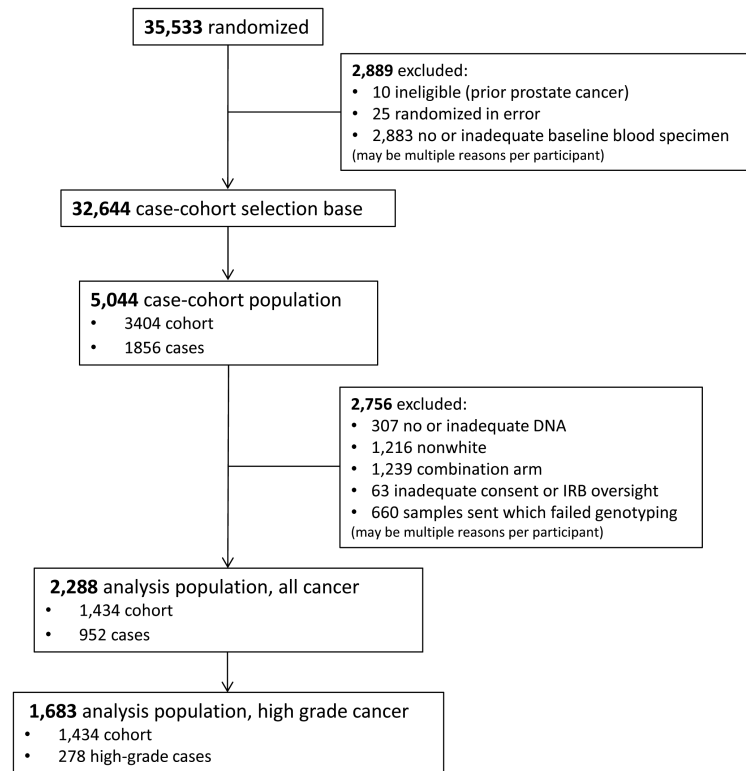 35,533 randomized
2,889 excluded:
• 10 ineligible (prior prostate cancer)
• 25 randomized in error
• 2,883 no or inadequate baseline blood specimen
(may be multiple reasons per participant)
32,644 case-cohort selection base
5,044 case-cohort population
• 3404 cohort
• 1856 cases
2,756 excluded:
• 307 no or inadequate DNA
• 1,216 nonwhite
• 1,239 combination arm
• 63 inadequate consent or IRB oversight
• 660 samples sent which failed genotyping
(may be multiple reasons per participant)
2,288 analysis population, all cancer
• 1,434 cohort
• 952 cases
1,683 analysis population, high grade cancer
• 1,434 cohort
• 278 high-grade cases